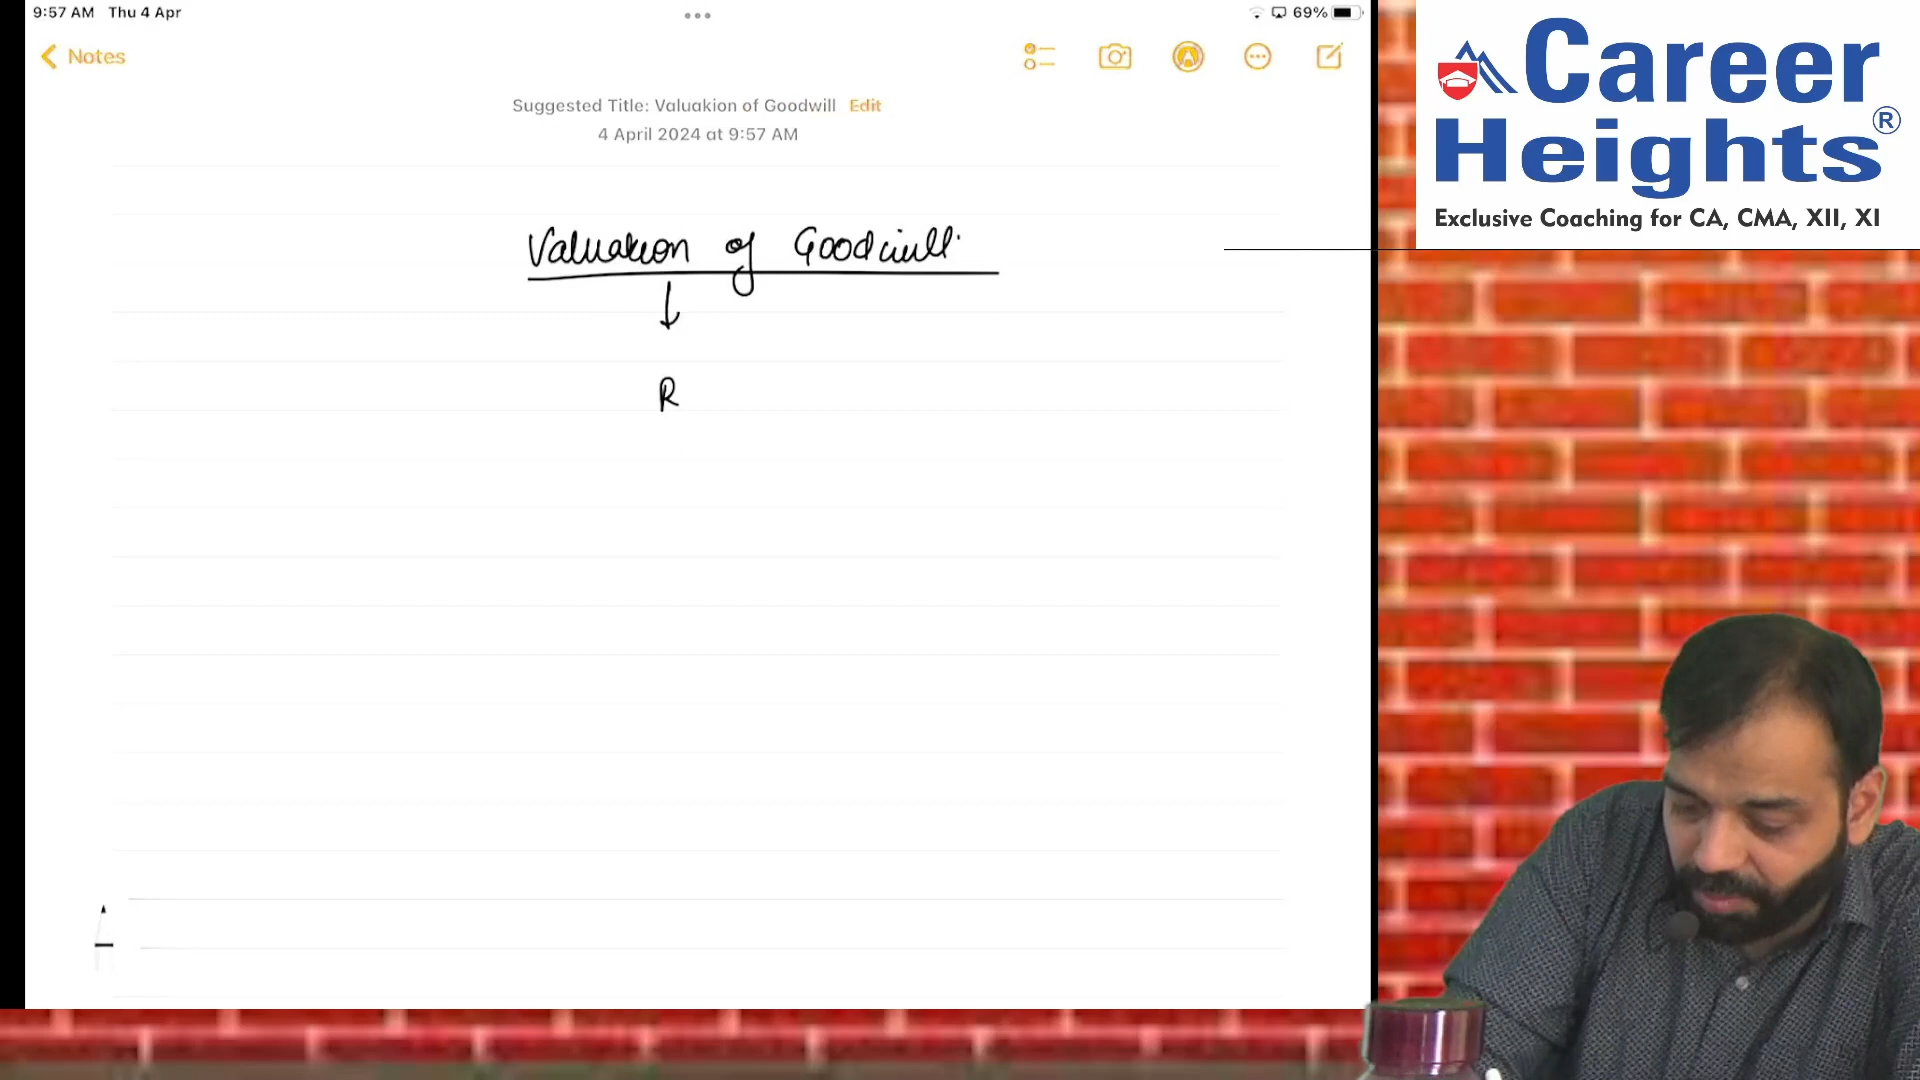 9:57 AM Thu 4 Apr
69%
Notes
Suggested Title: Valuakion of Goodwill Edit
4 April 2024 at 9:57 AM
Valuation of Goodwill
R
Career
Heights®
Exclusive Coaching for CA, CMA, XII, XI